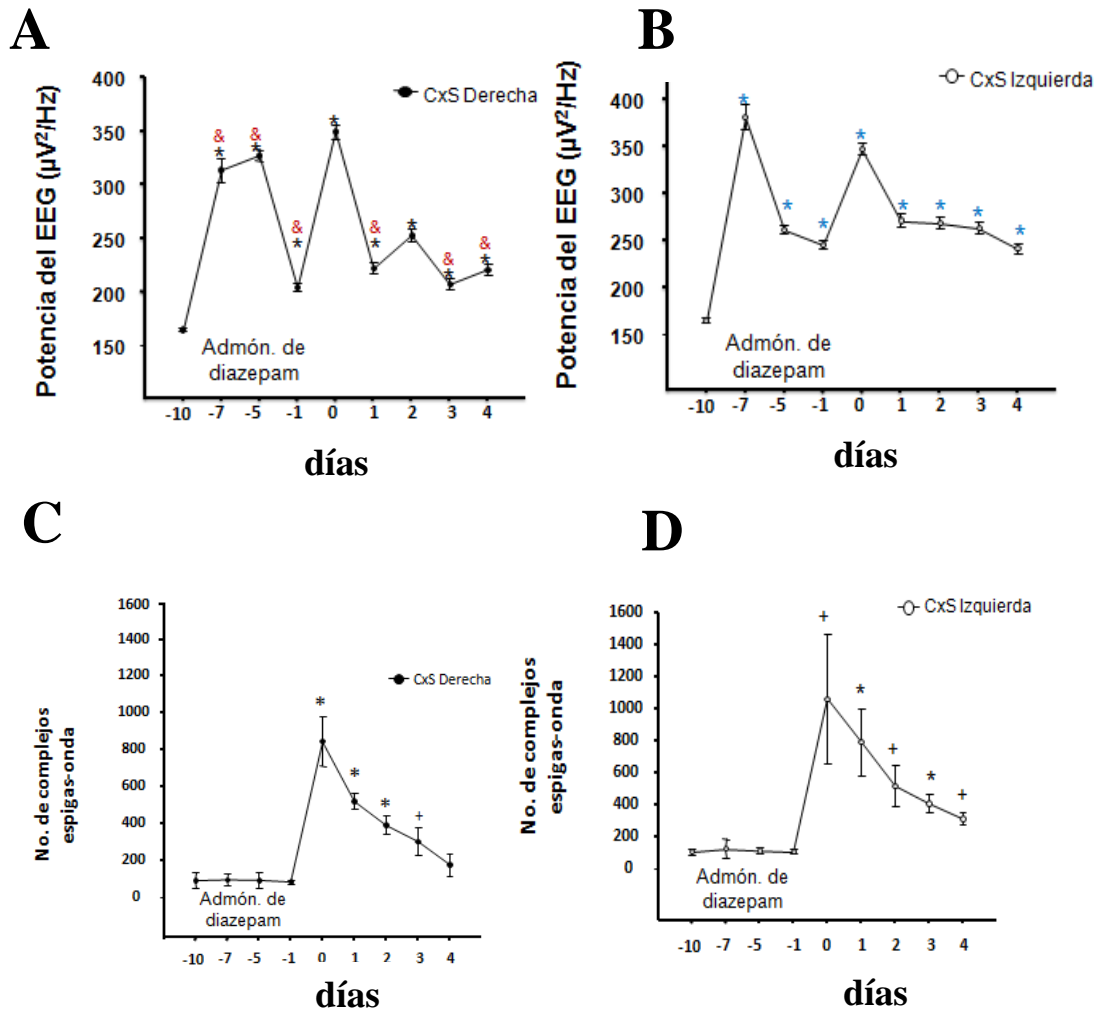 A
Potencia del EEG (µV²/Hz)
400
350
300
250
200
150
CxS Derecha
&
*
&
*
&
*
*
&
*
*
&
*
&
*
Admón. de
diazepam
-10 -7 -5 -1 0 1 2 3 4
días
B
Potencia del EEG (µV²/Hz)
400
350
300
250
200
150
CxS Izquierda
*
*
*
*
*
*
*
*
Admón. de
diazepam
-10 -7 -5 -1 0 1 2 3 4
días
C
No. de complejos
espigas-onda
1600
1400
1200
1000
800
600
400
200
0
CxS Derecha
*
*
*
+
Admón. de
diazepam
-10 -7 -5 -1 0 1 2 3 4
días
D
No. de complejos
espigas-onda
1600
1400
1200
1000
800
600
400
200
0
CxS Izquierda
+
*
+
*
+
Admón. de
diazepam
-10 -7 -5 -1 0 1 2 3 4
días